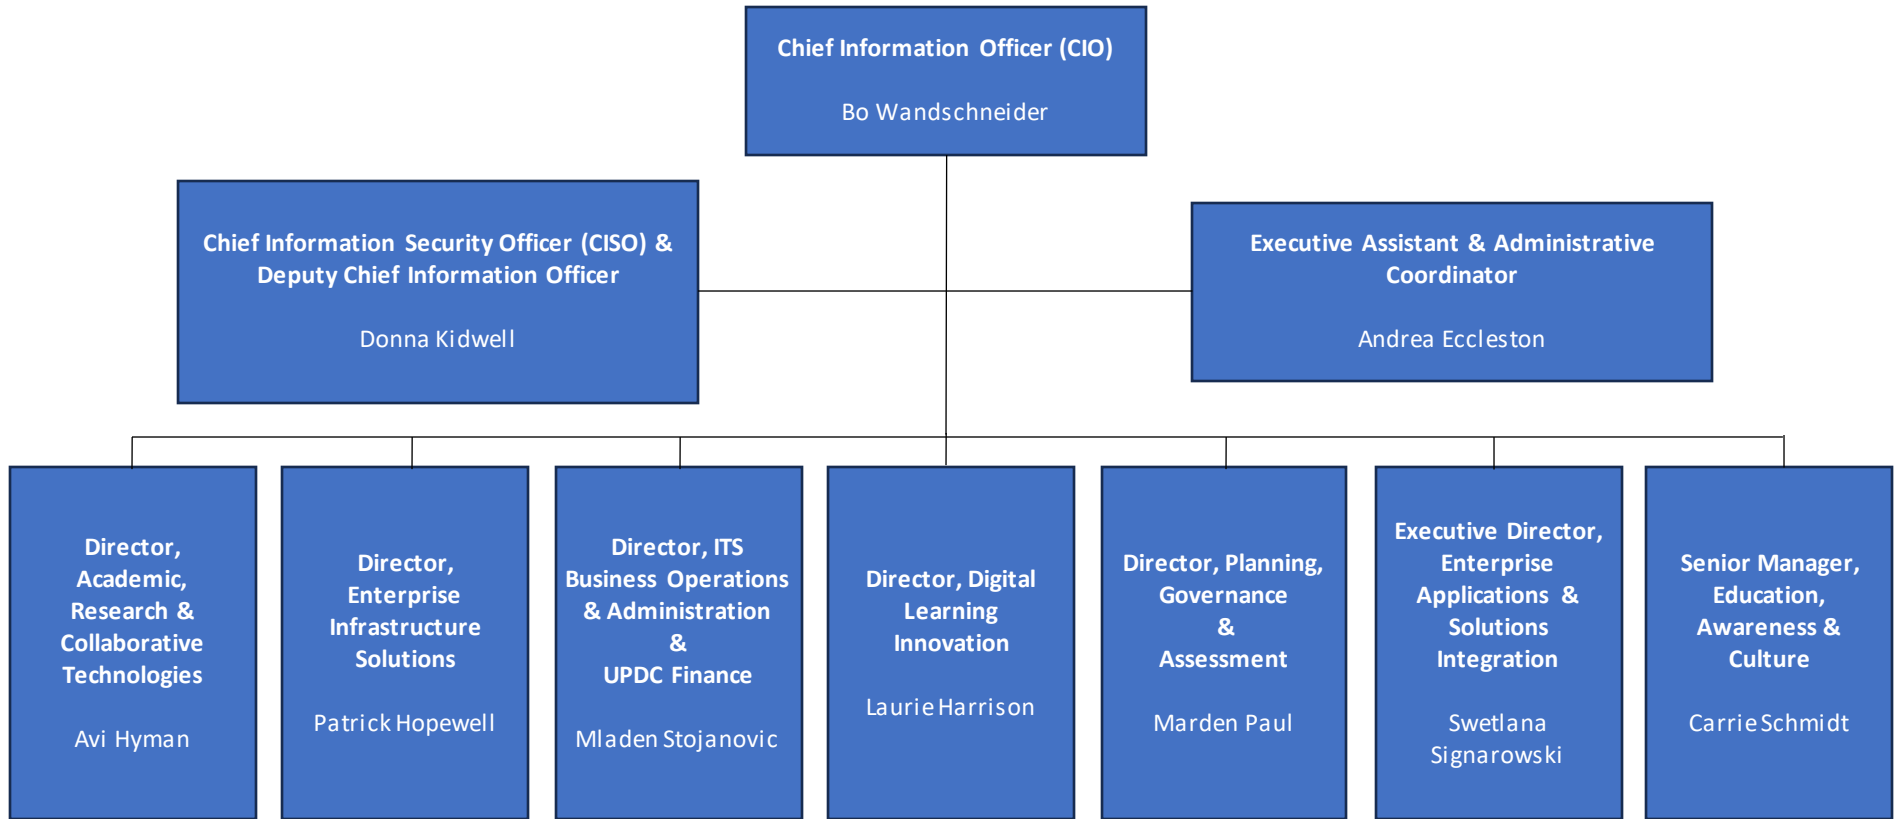 Chief Information Officer (CIO)
Bo Wandschneider
Chief Information Security Officer (CISO) &
Deputy Chief Information Officer
Donna Kidwell
Executive Assistant & Administrative
Coordinator
Andrea Eccleston
Director,
Academic,
Research &
Collaborative
Technologies
Avi Hyman
Director,
Enterprise
Infrastructure
Solutions
Patrick Hopewell
Director, ITS
Business Operations
& Administration
&
UPDC Finance
Mladen Stojanovic
Director, Digital
Learning
Innovation
Laurie Harrison
Director, Planning,
Governance
&
Assessment
Marden Paul
Executive Director,
Enterprise
Applications &
Solutions
Integration
Swetlana
Signarowski
Senior Manager,
Education,
Awareness &
Culture
Carrie Schmidt